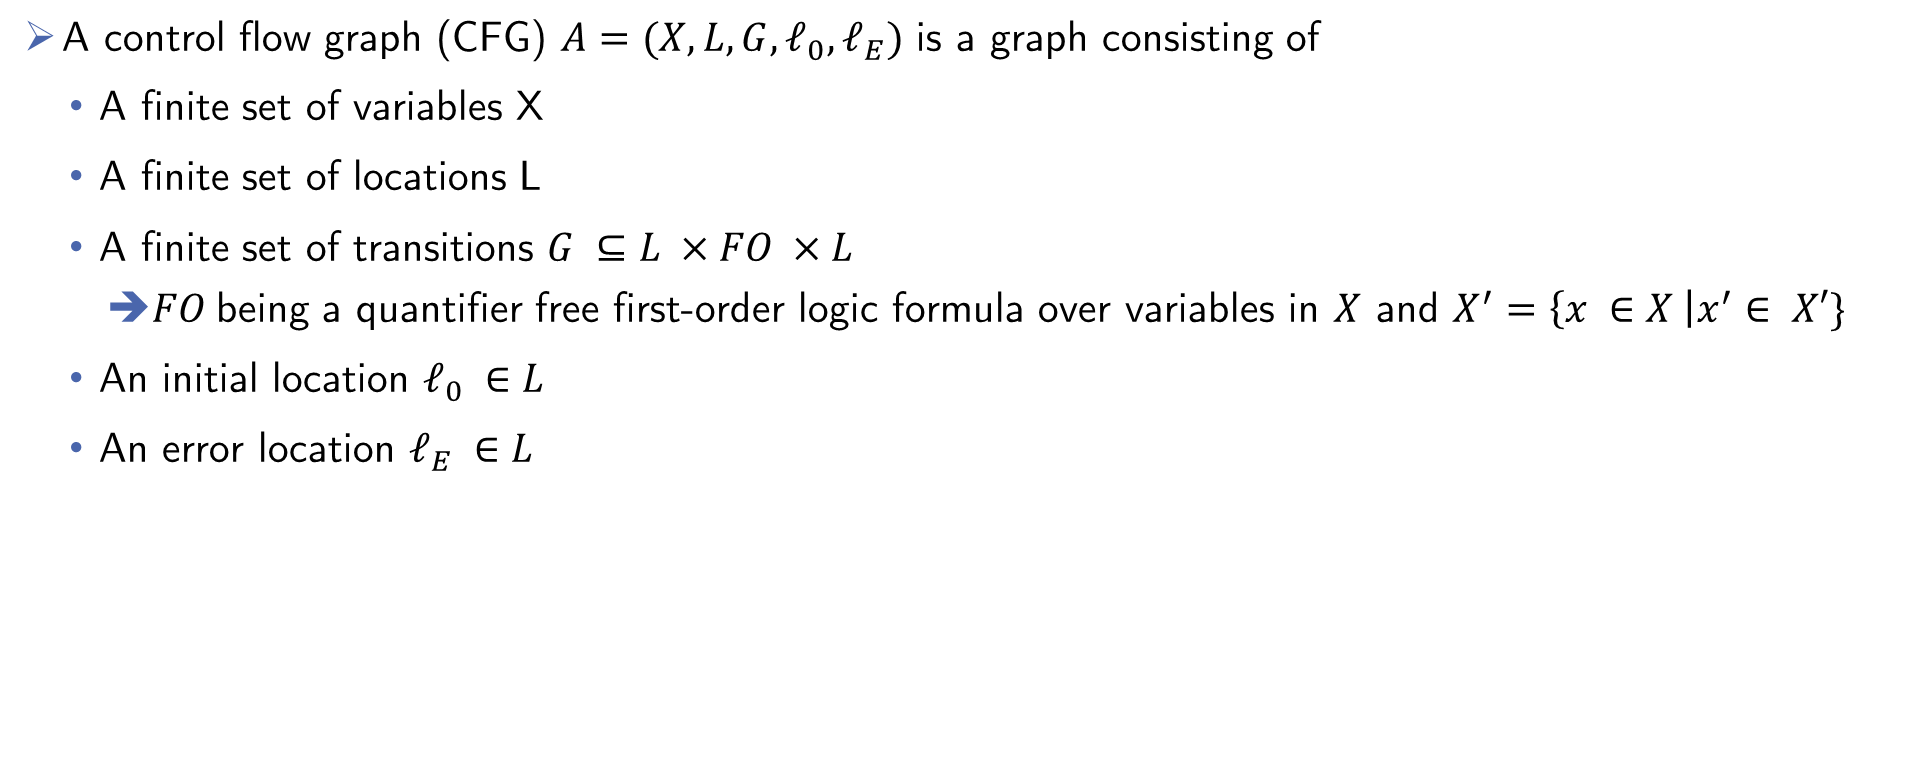 ➢ A control flow graph (CFG) A = (X, L, G, ℓ₀, ℓ_E) is a graph consisting of
• A finite set of variables X
• A finite set of locations L
• A finite set of transitions G ⊆ L × FO × L
➔ FO being a quantifier free first-order logic formula over variables in X and X′ = {x ∈ X |x′ ∈ X′}
• An initial location ℓ₀ ∈ L
• An error location ℓ_E ∈ L